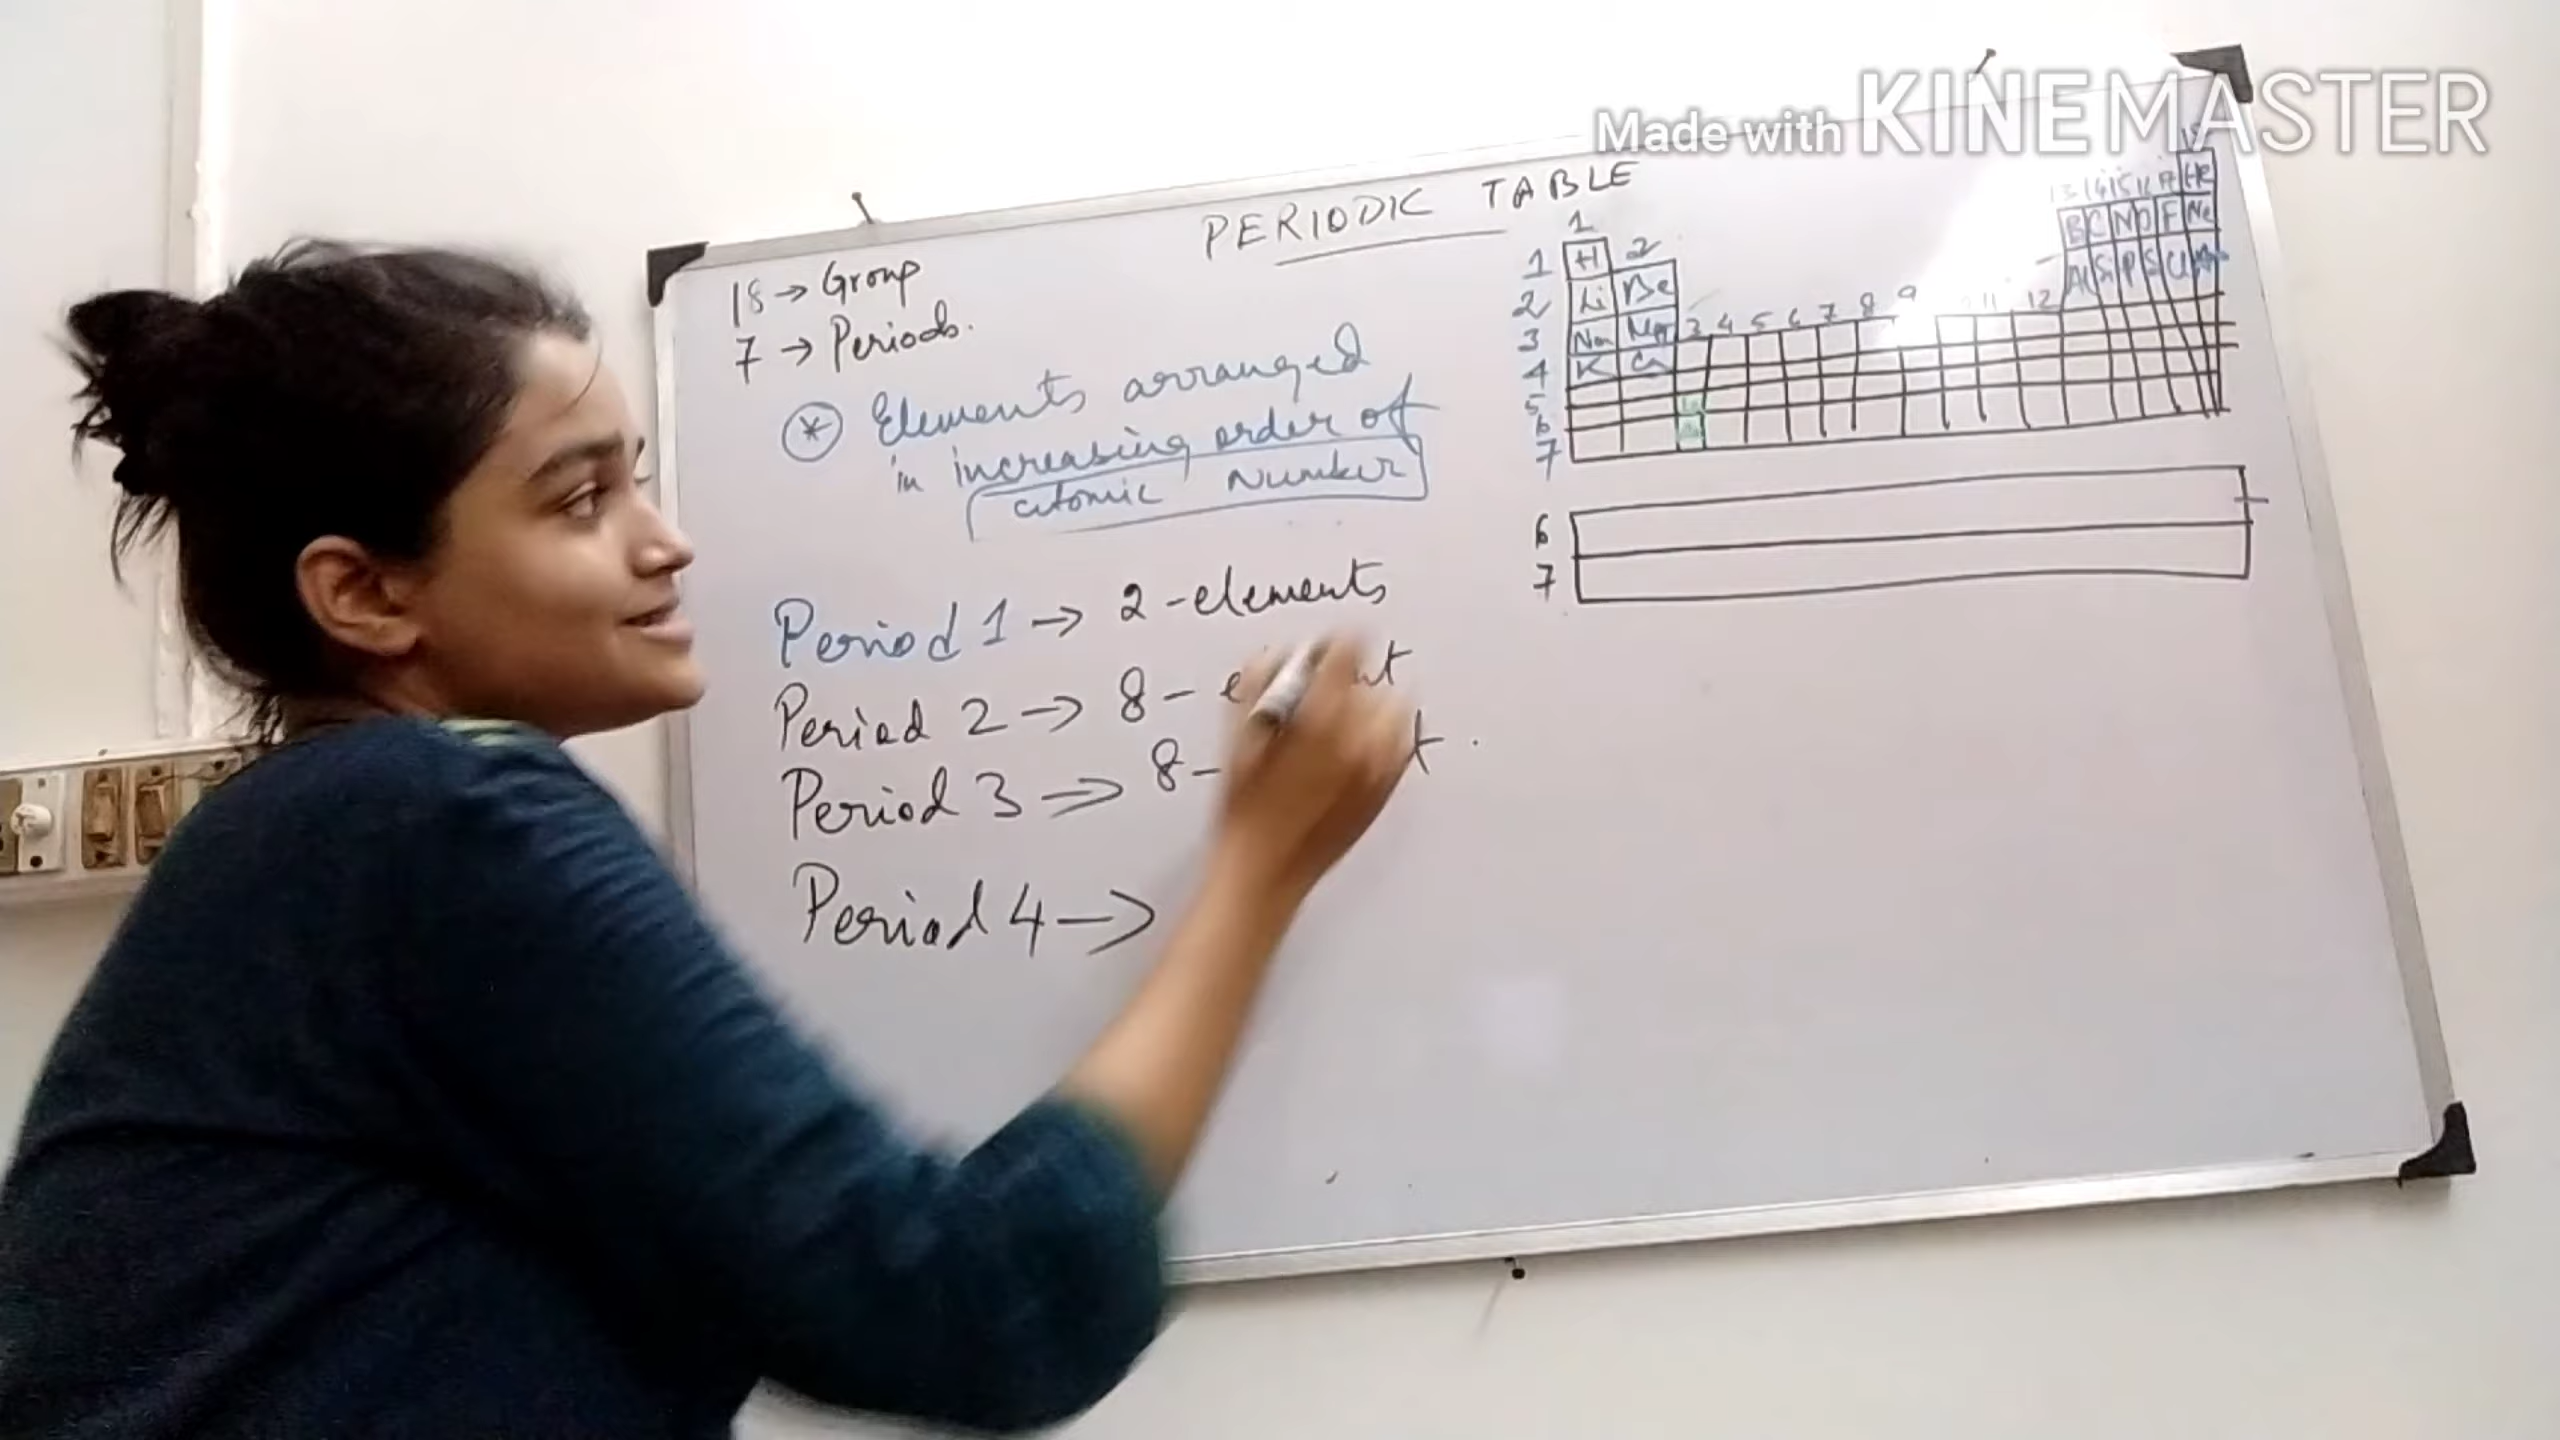 Made with KINEMASTER
PERIODIC TABLE
18 → Group
7 → Periods.
* Elements arranged
in increasing order of
atomic Number
Period 1 → 2 - elements
Period 2 → 8 -
Period 3 → 8 -
Period 4 →
1
18
1 H 2 13 14 15 16 17 He
2 Li Be B C N O F Ne
3 Na Mg 3 4 5 6 7 8 9 11 12 Al Si P S Cl
4 K Ca
5
6
7
6
7